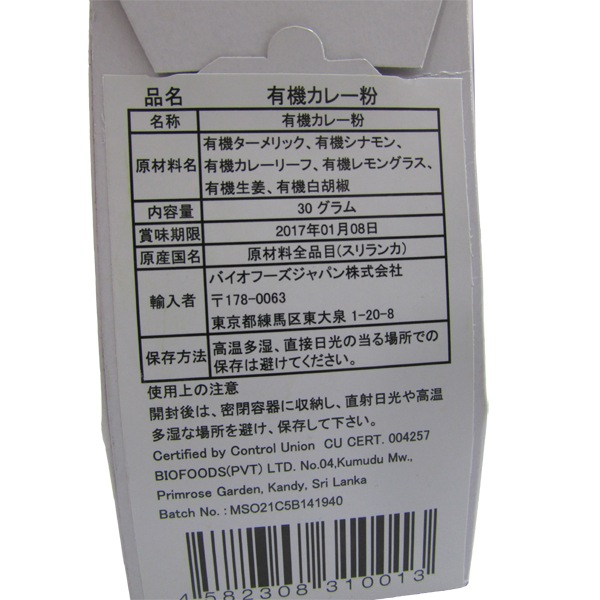 品名 有機カレー粉
名称 有機カレー粉
原材料名 有機ターメリック、有機シナモン、
有機カレーリーフ、有機レモングラス、
有機生姜、有機白胡椒
内容量 30 グラム
賞味期限 2017年01月08日
原産国名 原材料全品目(スリランカ)
輸入者 バイオフーズジャパン株式会社
〒178-0063
東京都練馬区東大泉 1-20-8
保存方法 高温多湿、直接日光の当る場所での
保存は避けてください。
使用上の注意
開封後は、密閉容器に収納し、直射日光や高温
多湿な場所を避け、保存して下さい。
Certified by Control Union CU CERT. 004257
BIOFOODS(PVT) LTD. No.04,Kumudu Mw.,
Primrose Garden, Kandy, Sri Lanka
Batch No. : MSO21C5B141940
4 582308 310013